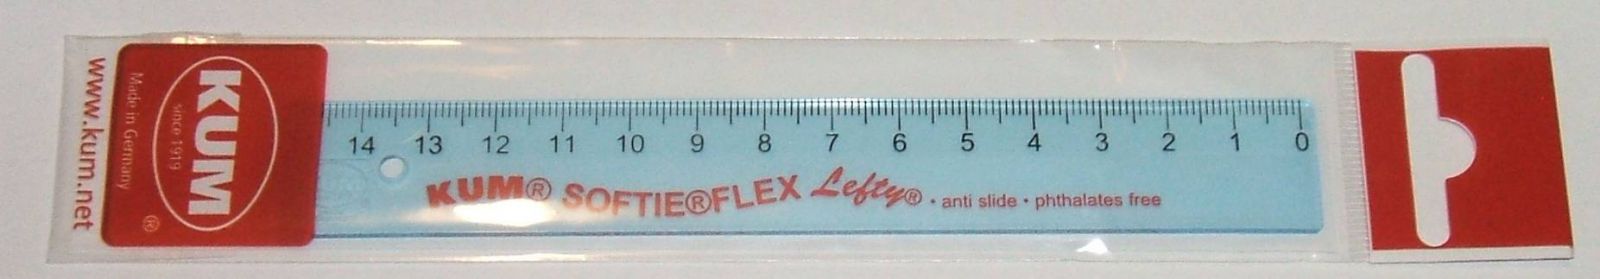 www.kum.net
Made in Germany
KUM
since 1919
®
14 13 12 11 10 9 8 7 6 5 4 3 2 1 0
KUM® SOFTIE®FLEX Lefty® · anti slide · phthalates free